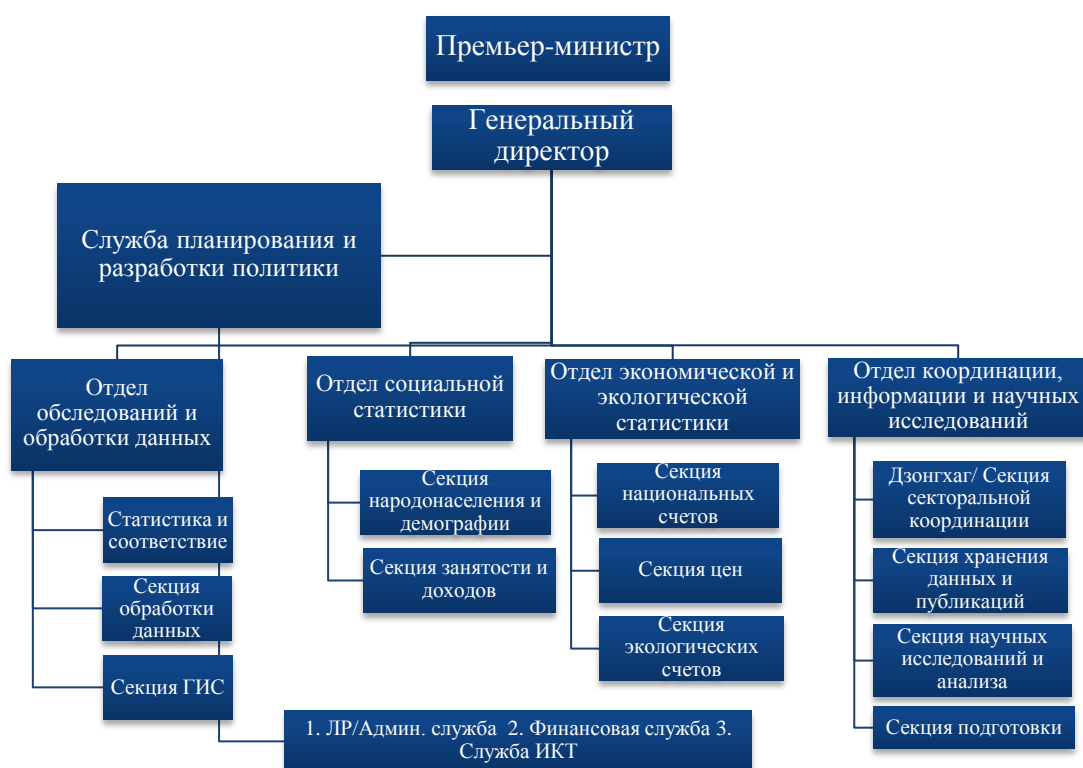 Премьер-министр
Генеральный
директор
Служба планирования и
разработки политики
Отдел
обследований и
обработки данных
Статистика и
соответствие
Секция
обработки
данных
Секция ГИС
Отдел социальной
статистики
Секция
народонаселения и
демографии
Секция занятости и
доходов
Отдел экономической и
экологической
статистики
Секция
национальных
счетов
Секция цен
Секция
экологических
счетов
Отдел координации,
информации и научных
исследований
Дзонгхаг/ Секция
секторальной
координации
Секция хранения
данных и
публикаций
Секция научных
исследований и
анализа
Секция подготовки
1. ЛР/Админ. служба 2. Финансовая служба 3.
Служба ИКТ